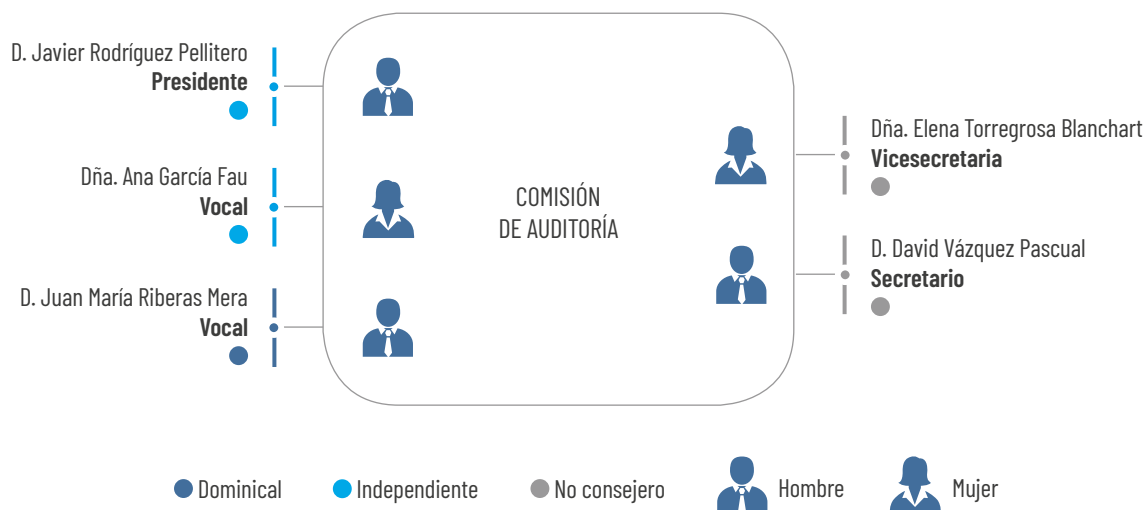 D. Javier Rodríguez Pellitero
Presidente
Dña. Ana García Fau
Vocal
D. Juan María Riberas Mera
Vocal
COMISIÓN
DE AUDITORÍA
Dña. Elena Torregrosa Blanchart
Vicesecretaria
D. David Vázquez Pascual
Secretario
Dominical
Independiente
No consejero
Hombre
Mujer